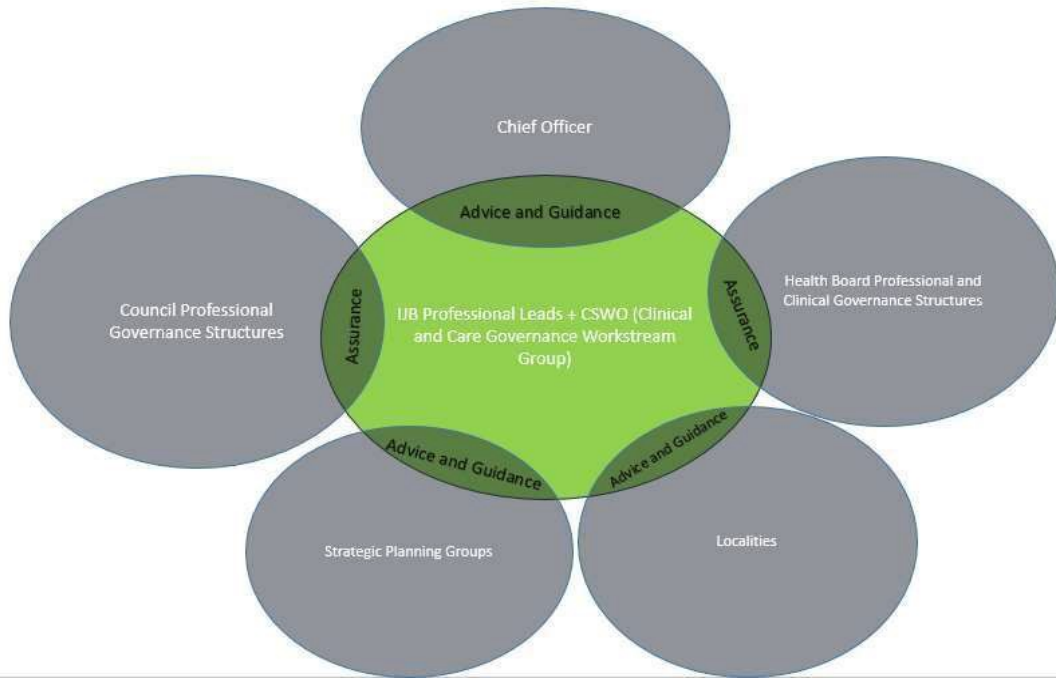 Chief Officer
Advice and Guidance
Council Professional
Governance Structures
Assurance
IJB Professional Leads + CSWO (Clinical
and Care Governance Workstream
Group)
Assurance
Health Board Professional and
Clinical Governance Structures
Advice and Guidance
Advice and Guidance
Strategic Planning Groups
Localities